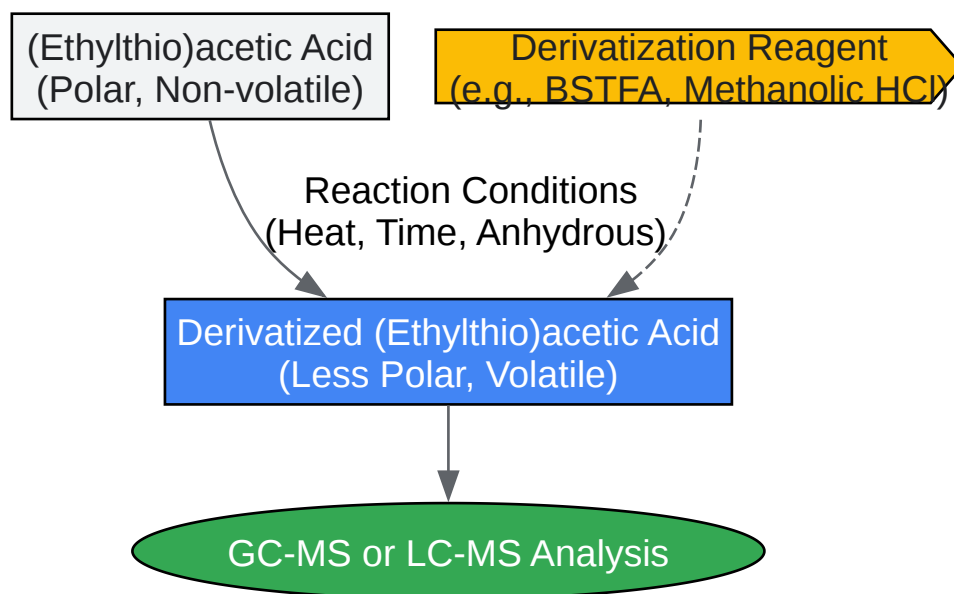 (Ethylthio)acetic Acid
(Polar, Non-volatile)
Derivatization Reagent
(e.g., BSTFA, Methanolic HCl)
Reaction Conditions
(Heat, Time, Anhydrous)
Derivatized (Ethylthio)acetic Acid
(Less Polar, Volatile)
GC-MS or LC-MS Analysis